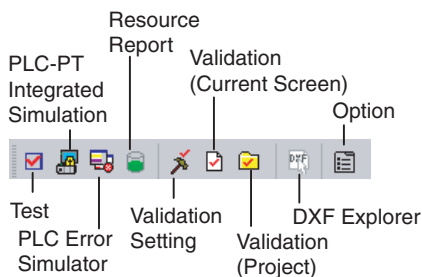 Resource
Report
PLC-PT
Integrated
Simulation
Validation
(Current Screen)
Option
DXF
Test
PLC Error
Simulator
Validation
Setting
Validation
(Project)
DXF Explorer